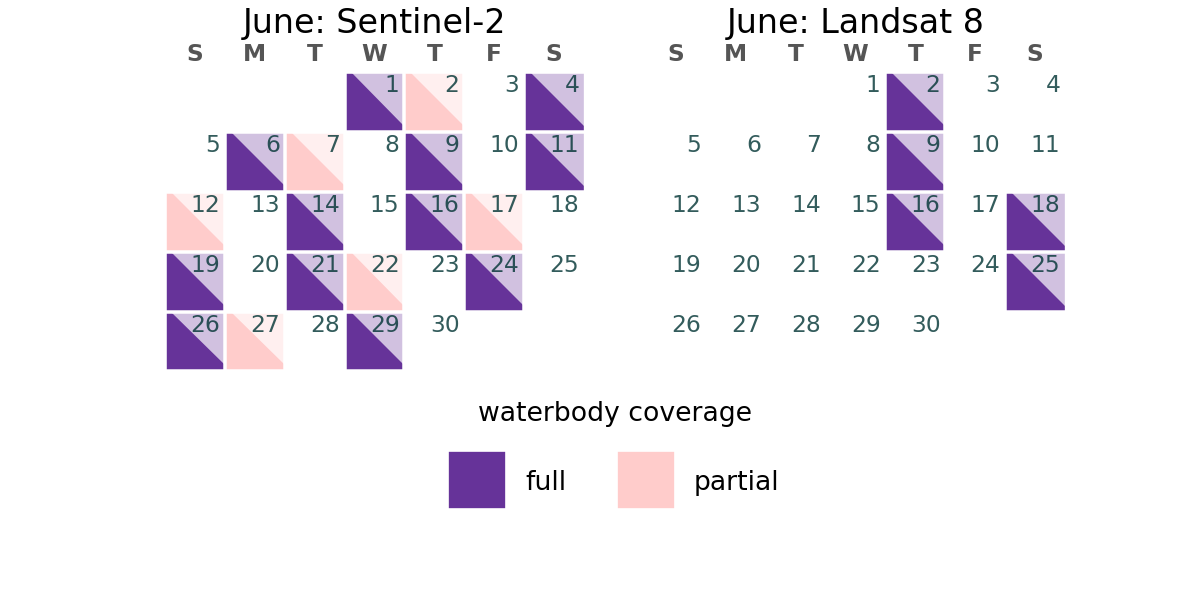 June: Sentinel-2
S M T W T F S
1 2 3 4
5 6 7 8 9 10 11
12 13 14 15 16 17 18
19 20 21 22 23 24 25
26 27 28 29 30
June: Landsat 8
S M T W T F S
1 2 3 4
5 6 7 8 9 10 11
12 13 14 15 16 17 18
19 20 21 22 23 24 25
26 27 28 29 30
waterbody coverage
full partial